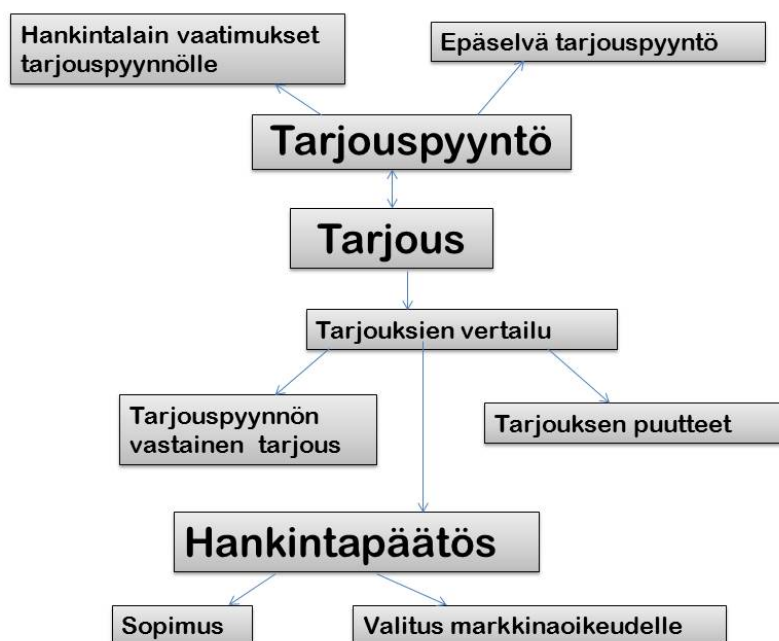 Hankintalain vaatimukset
tarjouspyynnölle
Epäselvä tarjouspyyntö
Tarjouspyyntö
Tarjous
Tarjouksien vertailu
Tarjouspyynnön
vastainen tarjous
Tarjouksen puutteet
Hankintapäätös
Sopimus
Valitus markkinaoikeudelle